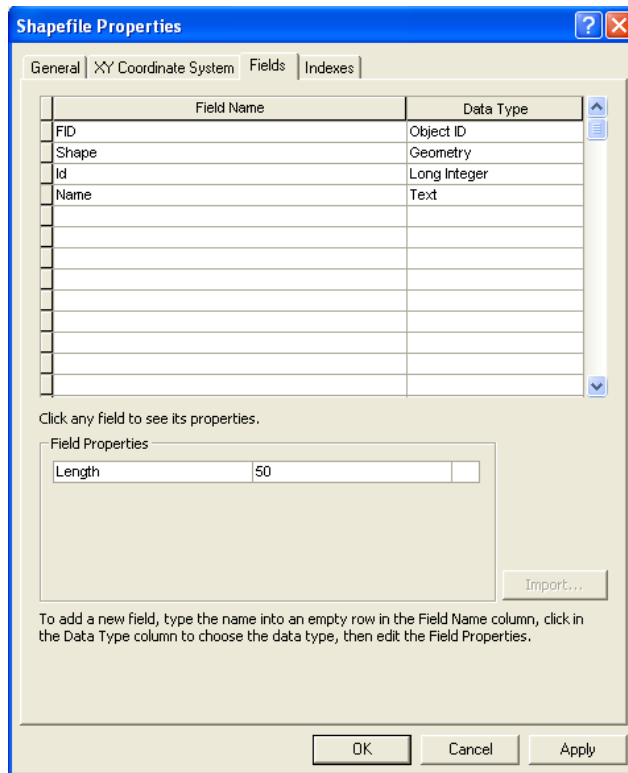 Shapefile Properties
General XY Coordinate System Fields Indexes
Field Name Data Type
FID Object ID
Shape Geometry
Id Long Integer
Name Text
Click any field to see its properties.
Field Properties
Length 50
Import...
To add a new field, type the name into an empty row in the Field Name column, click in
the Data Type column to choose the data type, then edit the Field Properties.
OK Cancel Apply